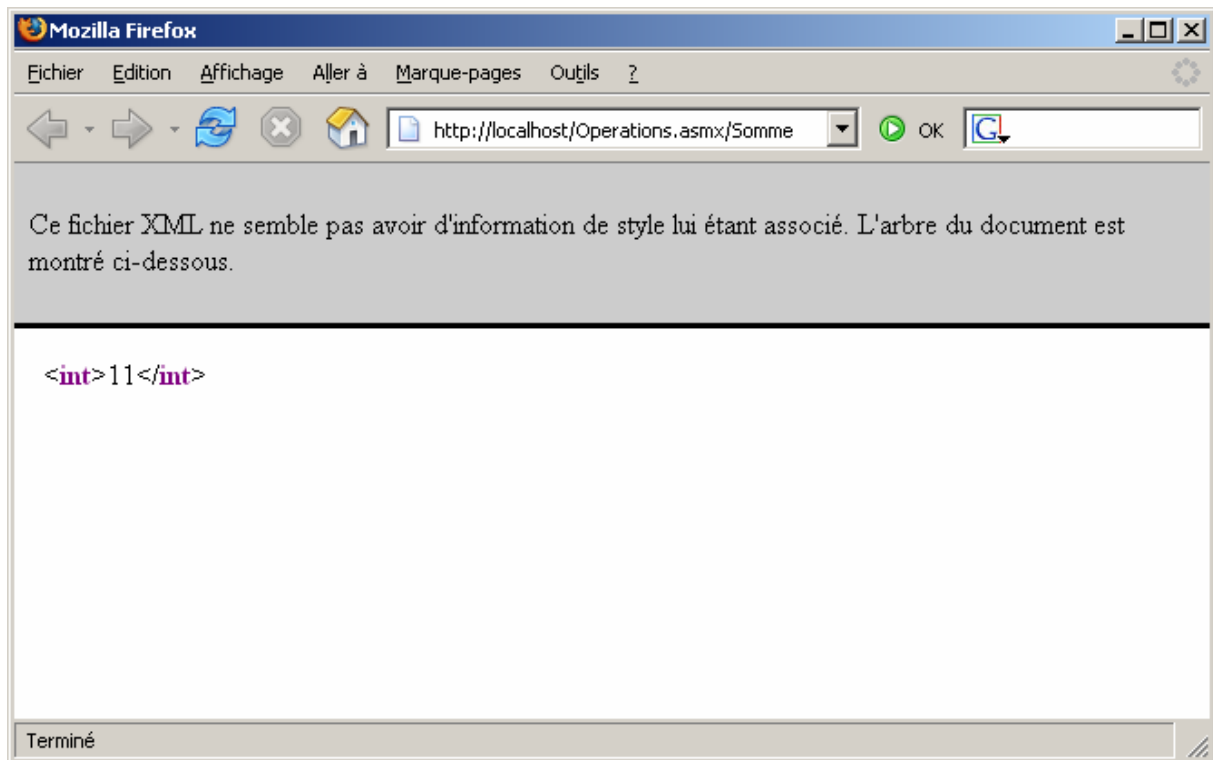 Mozilla Firefox
Fichier Edition Affichage Aller à Marque-pages Outils ?
http://localhost/Operations.asmx/Somme OK G
Ce fichier XML ne semble pas avoir d'information de style lui étant associé. L'arbre du document est
montré ci-dessous.
<int>11</int>
Terminé